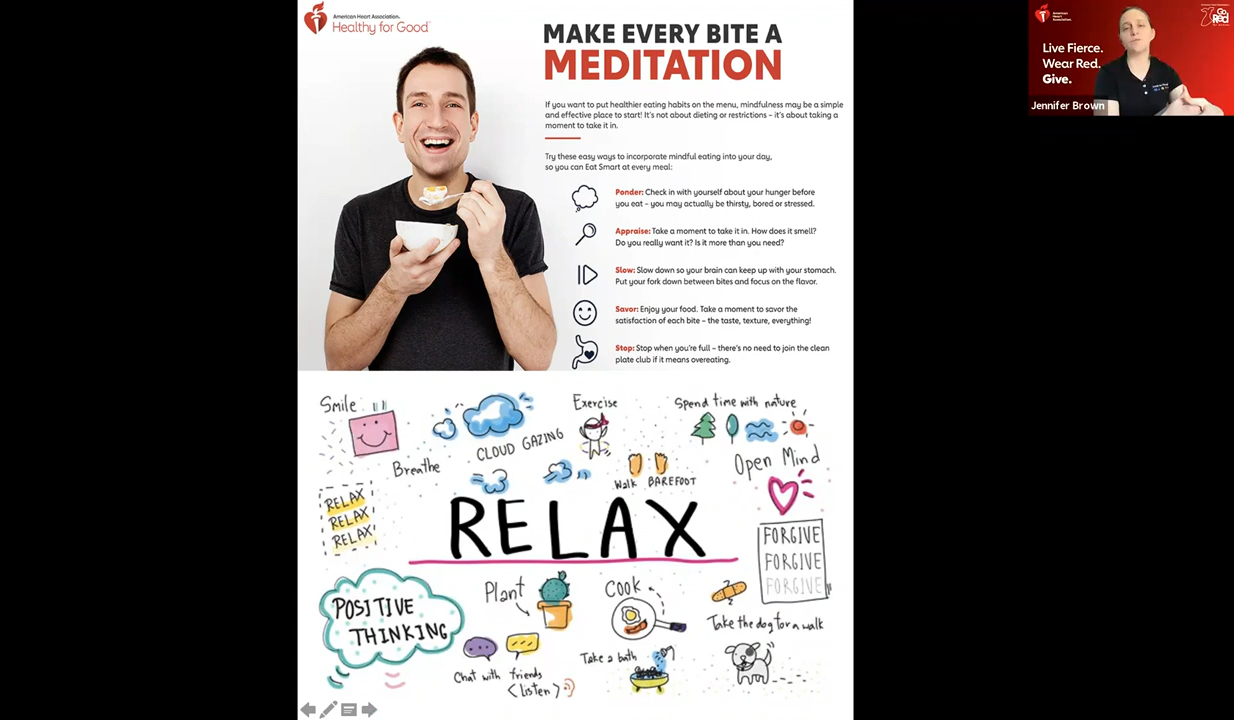 American Heart Association.
Healthy for Good™
MAKE EVERY BITE A
MEDITATION
If you want to put healthier eating habits on the menu, mindfulness may be a simple
and effective place to start! It's not about dieting or restrictions – it's about taking a
moment to take it in.
Try these easy ways to incorporate mindful eating into your day,
so you can Eat Smart at every meal:
Ponder: Check in with yourself about your hunger before
you eat – you may actually be thirsty, bored or stressed.
Appraise: Take a moment to take it in. How does it smell?
Do you really want it? Is it more than you need?
Slow: Slow down so your brain can keep up with your stomach.
Put your fork down between bites and focus on the flavor.
Savor: Enjoy your food. Take a moment to savor the
satisfaction of each bite – the taste, texture, everything!
Stop: Stop when you're full – there's no need to join the clean
plate club if it means overeating.
Smile
Breathe
CLOUD GAZING
Exercise
Walk BAREFOOT
Spend time with nature
Open Mind
RELAX
RELAX
RELAX
RELAX
FORGIVE
FORGIVE
FORGIVE
POSITIVE
THINKING
Plant
Cook
Take the dog for a walk
Chat with friends
<listen>
Take a bath
American
Heart
Association.
Go
Red
Live Fierce.
Wear Red.
Give.
Jennifer Brown